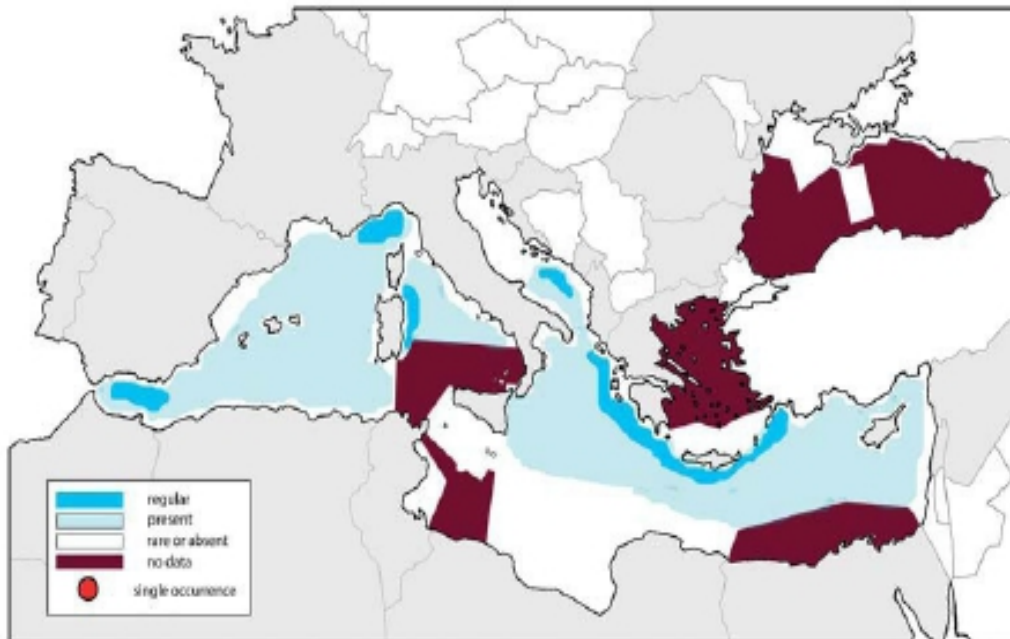 regular
present
rare or absent
no-data
single occurrence